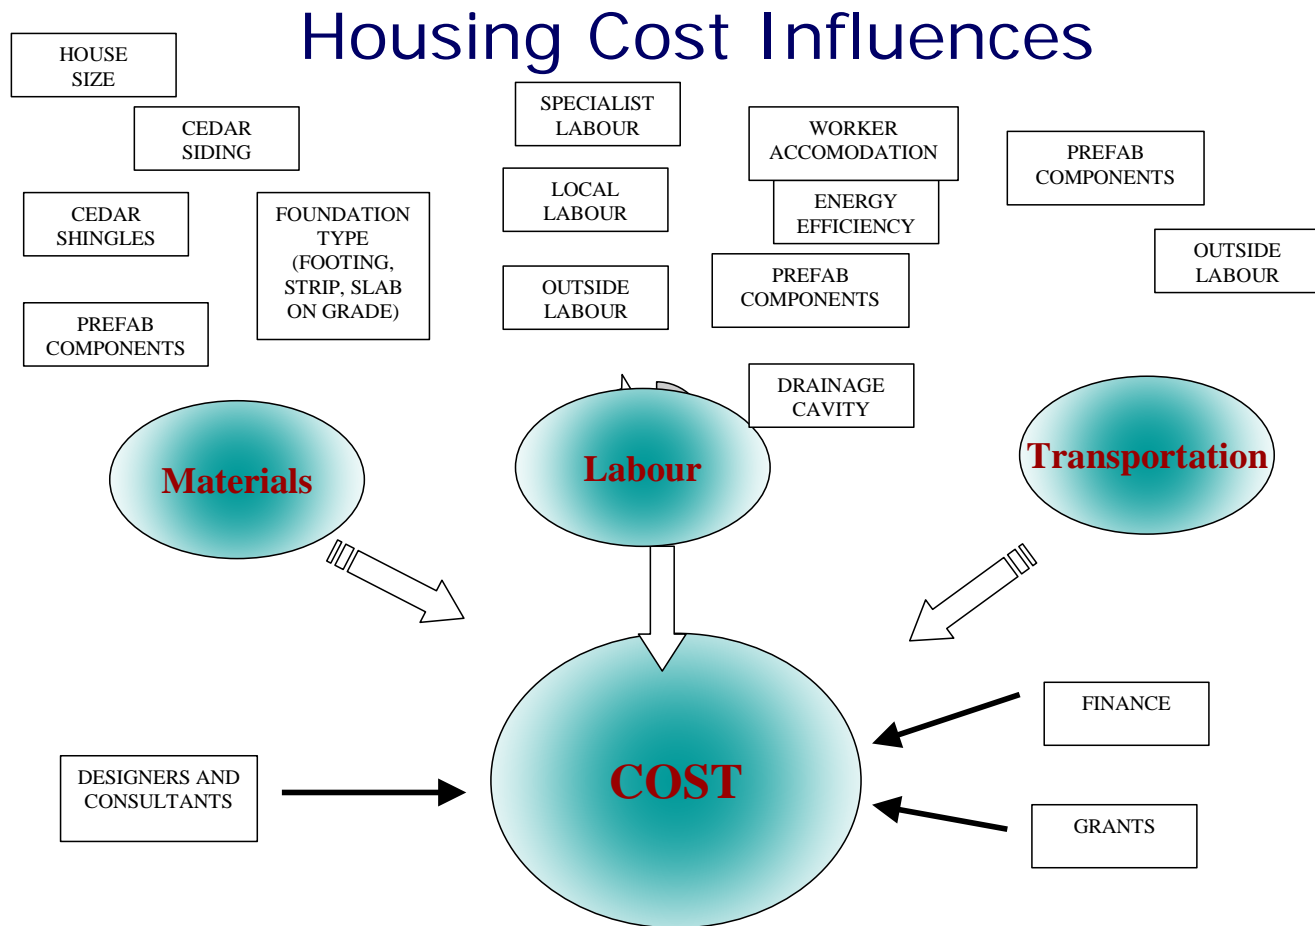 Housing Cost Influences
HOUSE
SIZE
CEDAR
SIDING
CEDAR
SHINGLES
FOUNDATION
TYPE
(FOOTING,
STRIP, SLAB
ON GRADE)
PREFAB
COMPONENTS
SPECIALIST
LABOUR
LOCAL
LABOUR
OUTSIDE
LABOUR
WORKER
ACCOMODATION
ENERGY
EFFICIENCY
PREFAB
COMPONENTS
DRAINAGE
CAVITY
PREFAB
COMPONENTS
OUTSIDE
LABOUR
Materials
Labour
Transportation
COST
DESIGNERS AND
CONSULTANTS
FINANCE
GRANTS